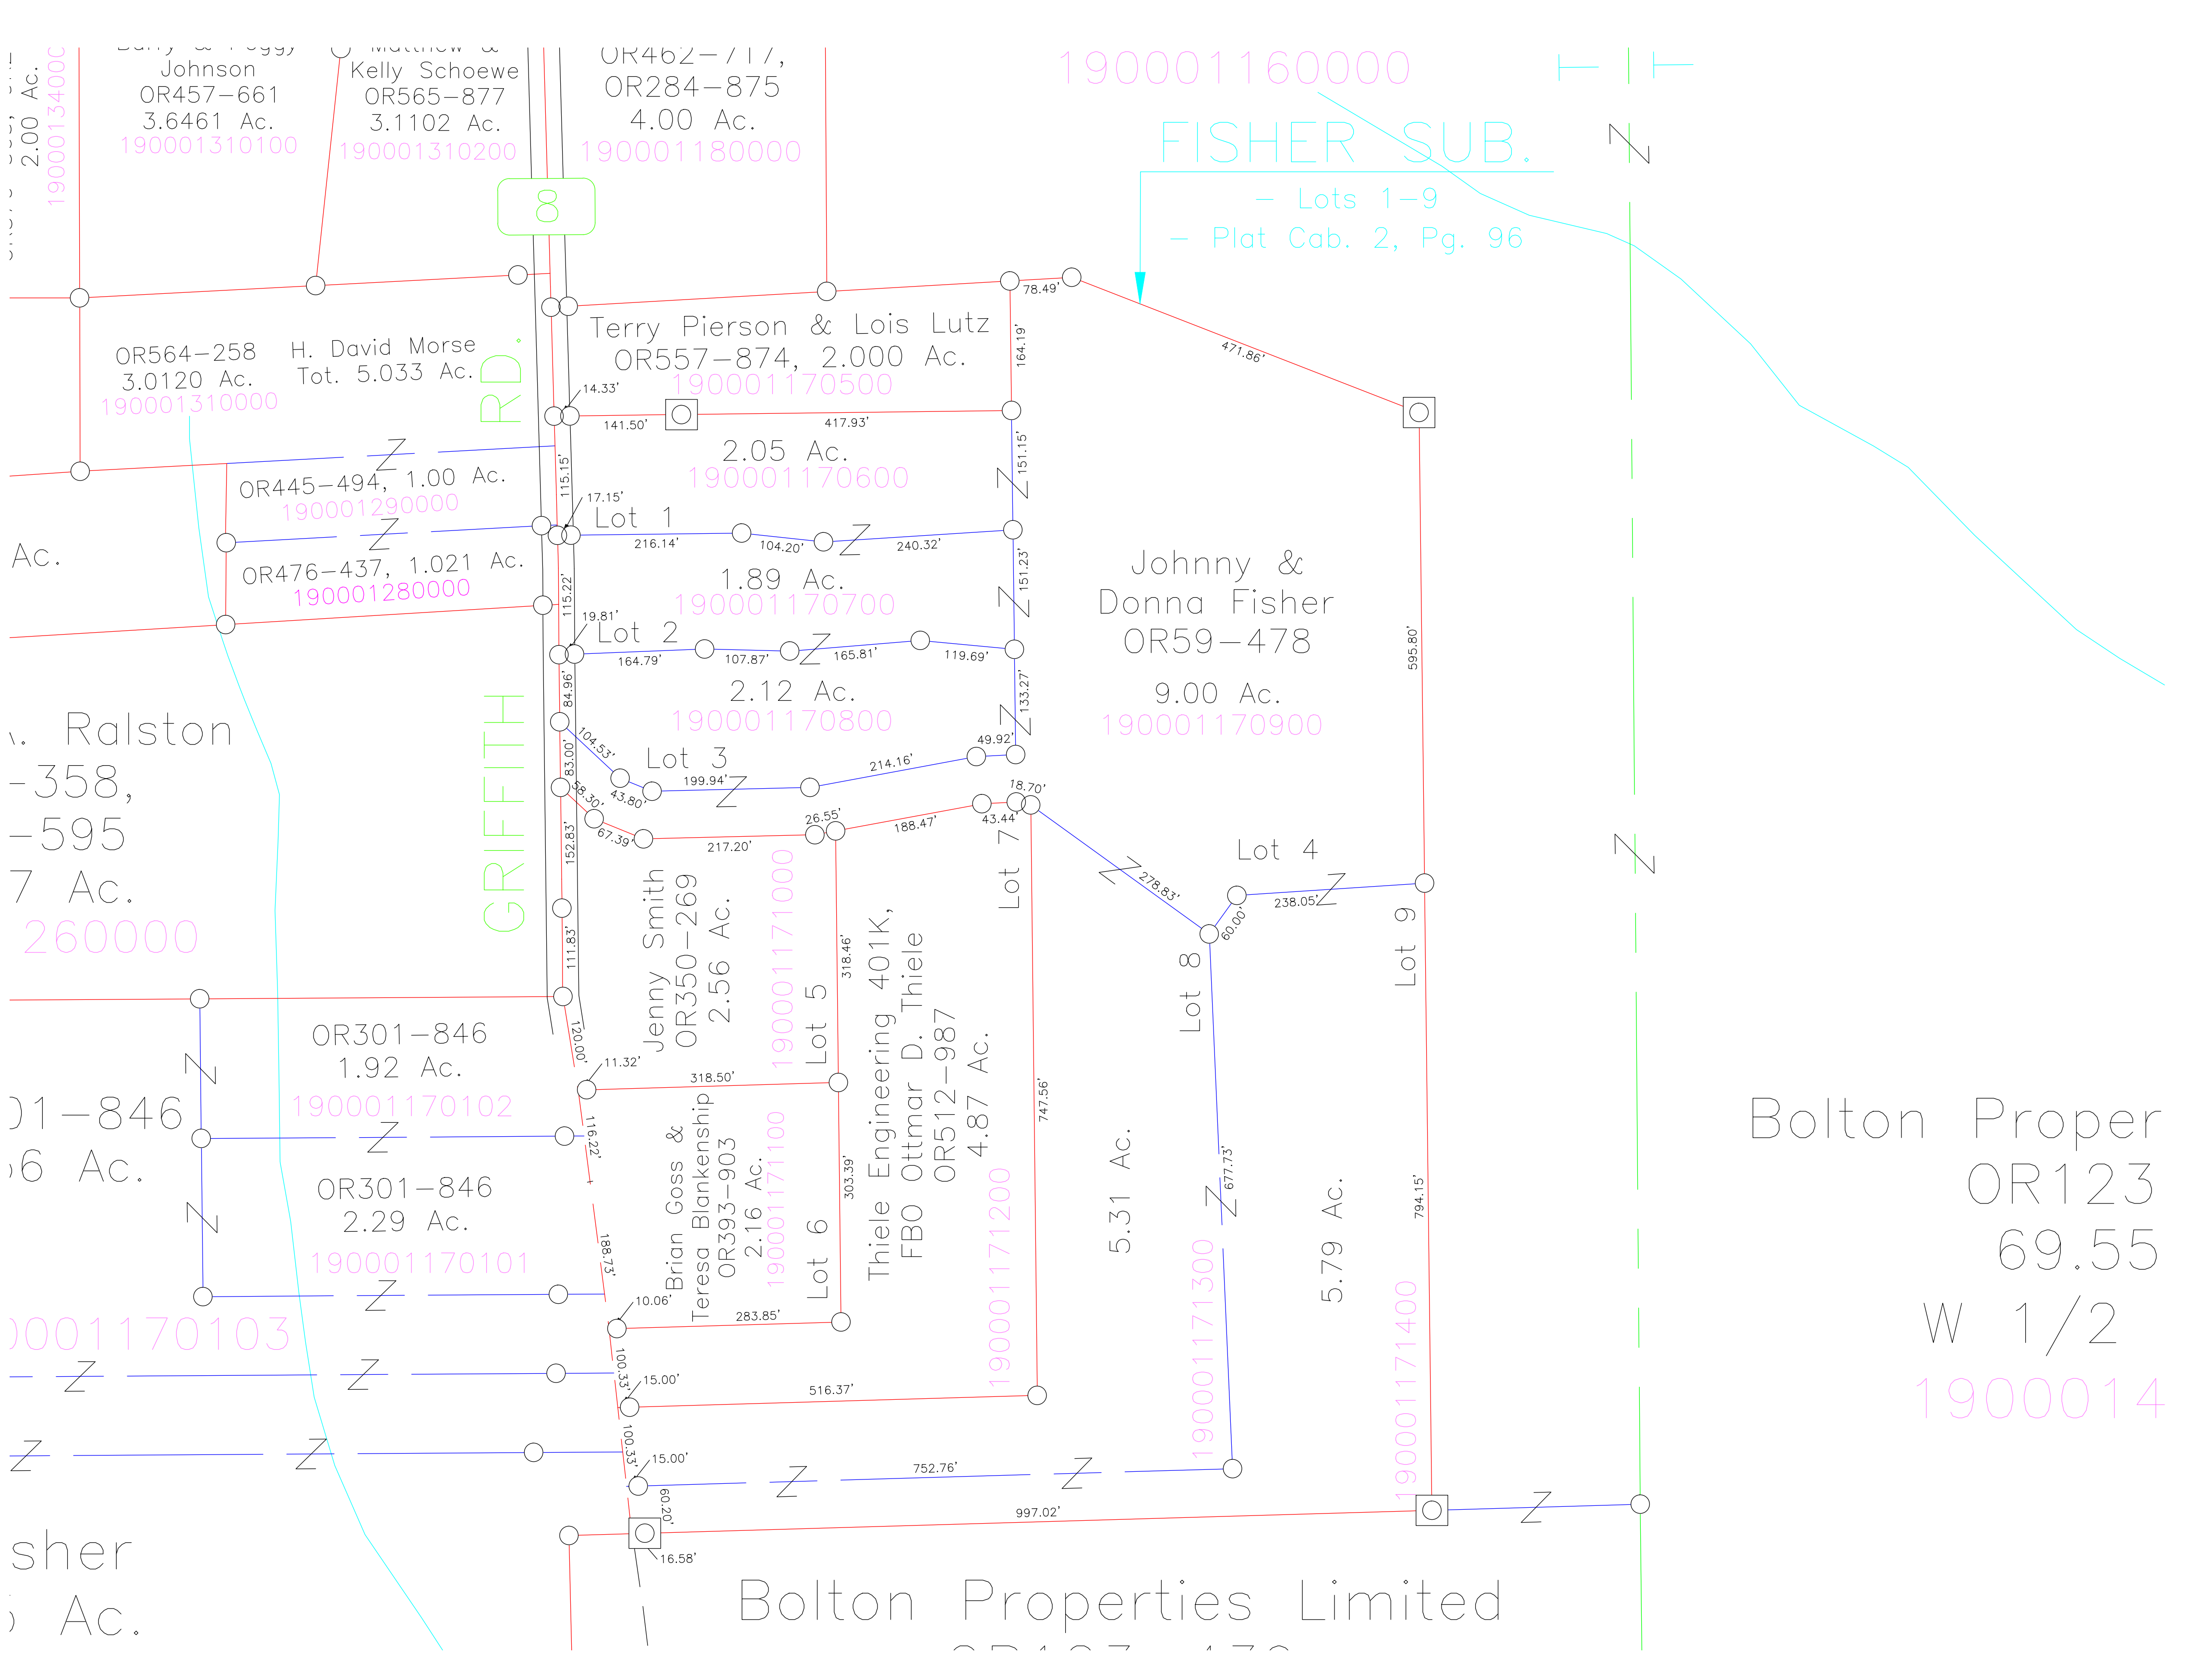 Johnson
OR457-661
3.6461 Ac.
190001310100
Kelly Schoewe
OR565-877
3.1102 Ac.
190001310200
OR462-717,
OR284-875
4.00 Ac.
190001180000
190001160000
FISHER SUB.
- Lots 1-9
- Plat Cab. 2, Pg. 96
2.00 Ac.
8
GRIFFITH RD.
OR564-258
3.0120 Ac.
190001310000
H. David Morse
Tot. 5.033 Ac.
Terry Pierson & Lois Lutz
OR557-874, 2.000 Ac.
190001170500
78.49'
164.19'
471.86'
14.33'
141.50'
417.93'
2.05 Ac.
190001170600
151.15'
115.15'
OR445-494, 1.00 Ac.
190001290000
17.15'
Lot 1
216.14'
104.20'
240.32'
OR476-437, 1.021 Ac.
190001280000
Ac.
1.89 Ac.
190001170700
151.23'
115.22'
19.81'
Lot 2
164.79'
107.87'
165.81'
119.69'
2.12 Ac.
190001170800
133.27'
84.96'
Johnny &
Donna Fisher
OR59-478
9.00 Ac.
190001170900
595.80'
Ralston
-358,
-595
7 Ac.
260000
104.53'
43.80'
Lot 3
199.94'
214.16'
49.92'
83.00'
58.30'
67.39'
217.20'
26.55'
188.47'
43.44'
18.70'
152.83'
111.83'
Lot 4
278.83'
60.00'
238.05'
Jenny Smith
OR350-269
2.56 Ac.
190001171000
Lot 5
318.46'
Thiele Engineering 401K,
FBO Ottmar D. Thiele
OR512-987
4.87 Ac.
190001171200
Lot 7
747.56'
Lot 8
5.31 Ac.
190001171300
677.73'
Lot 9
5.79 Ac.
190001171400
794.15'
120.00'
11.32'
318.50'
OR301-846
1.92 Ac.
190001170102
01-846
6 Ac.
116.22'
Brian Goss &
Teresa Blankenship
OR393-903
2.16 Ac.
190001171100
Lot 6
303.39'
OR301-846
2.29 Ac.
190001170101
0001170103
188.73'
10.06'
283.85'
100.33'
15.00'
516.37'
100.33'
15.00'
752.76'
60.20'
997.02'
16.58'
sher
Ac.
Bolton Properties Limited
Bolton Proper
OR123
69.55
W 1/2
1900014